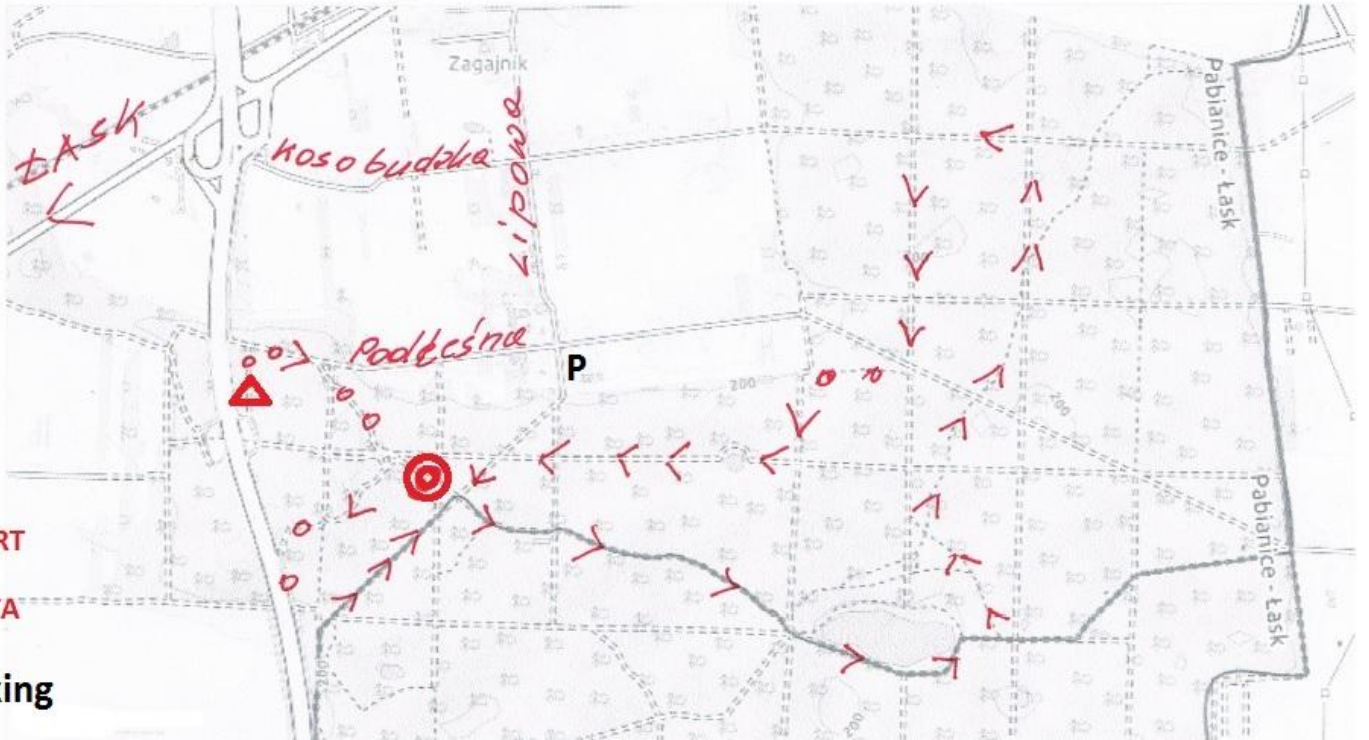 Zagajnik
ŁASK
Kosobudzka
Lipowa
Pabianice - Łask
Podleśna
P
200
200
Pabianice - Łask
RT
A
king
200
200